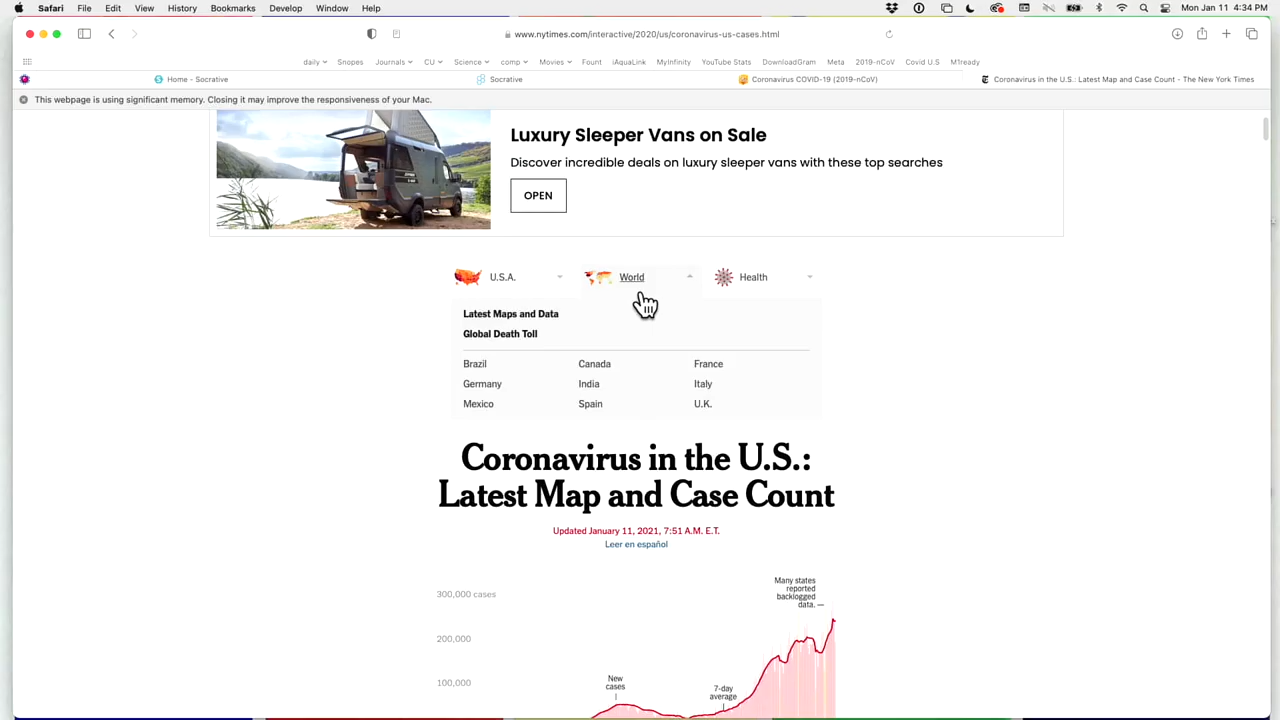 Safari File Edit View History Bookmarks Develop Window Help Mon Jan 11 4:34 PM
www.nytimes.com/interactive/2020/us/coronavirus-us-cases.html
daily Snopes Journals CU Science comp Movies Fount iAquaLink MyInfinity YouTube Stats DownloadGram Meta 2019-nCoV Covid U.S M1ready
Home - Socrative Socrative Coronavirus COVID-19 (2019-nCoV) Coronavirus in the U.S.: Latest Map and Case Count - The New York Times
This webpage is using significant memory. Closing it may improve the responsiveness of your Mac.
Luxury Sleeper Vans on Sale
Discover incredible deals on luxury sleeper vans with these top searches
OPEN
U.S.A. World Health
Latest Maps and Data
Global Death Toll
Brazil Canada France
Germany India Italy
Mexico Spain U.K.
Coronavirus in the U.S.:
Latest Map and Case Count
Updated January 11, 2021, 7:51 A.M. E.T.
Leer en español
Many states
reported
backlogged
data.
300,000 cases
200,000
100,000
New
cases
7-day
average